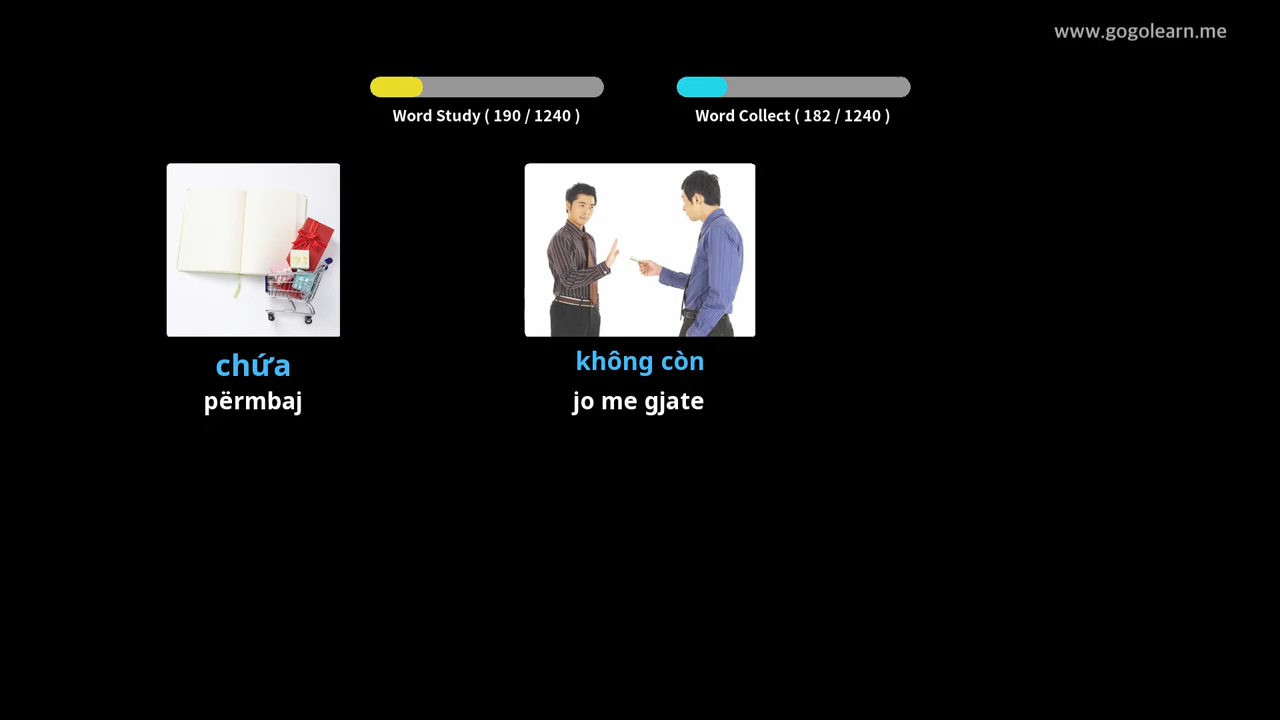 www.gogolearn.me
Word Study ( 190 / 1240 )
Word Collect ( 182 / 1240 )
chứa
përmbaj
không còn
jo me gjate